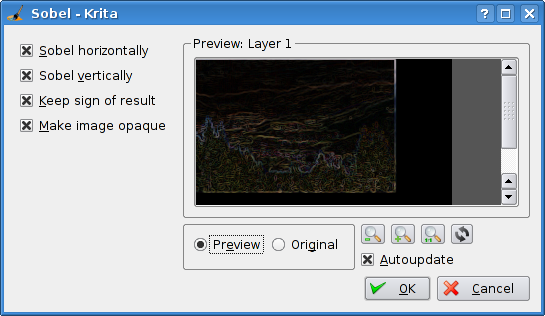 Sobel - Krita
Sobel horizontally
Sobel vertically
Keep sign of result
Make image opaque
Preview: Layer 1
Preview
Original
Autoupdate
OK
Cancel